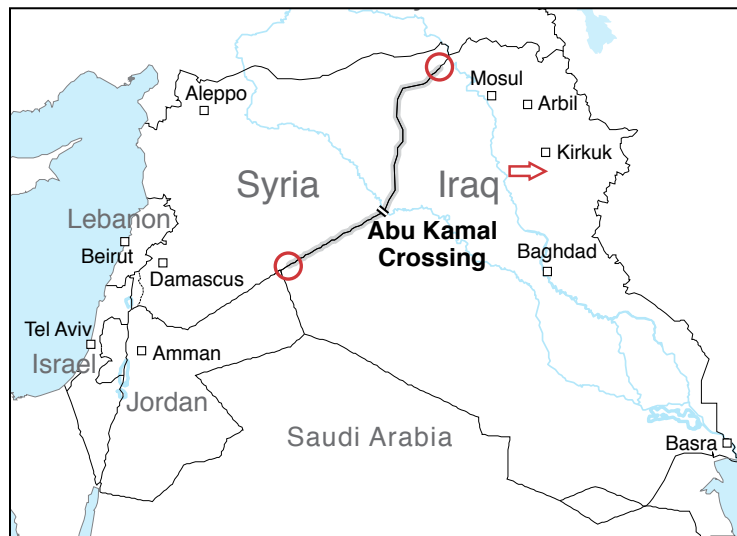 Mosul
Aleppo
Arbil
Kirkuk
Syria
Iraq
Lebanon
Abu Kamal
Crossing
Beirut
Baghdad
Damascus
Tel Aviv
Amman
Israel
Jordan
Saudi Arabia
Basra